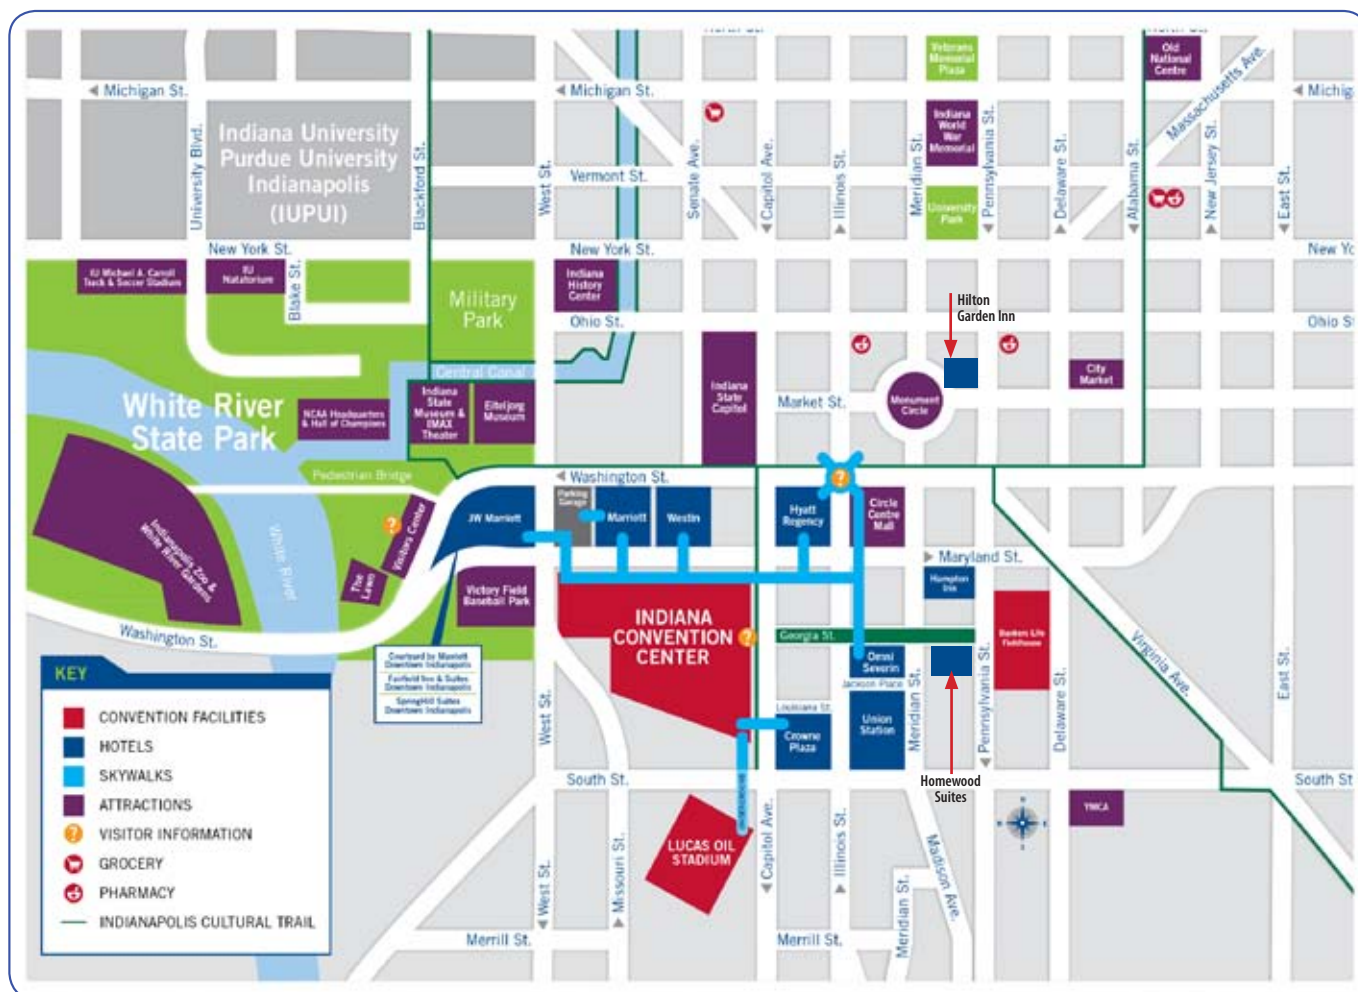 Michigan St.
Michigan St.
Michig
Indiana University
Purdue University
Indianapolis
(IUPUI)
University Blvd.
Blackford St.
West St.
Vermont St.
Senate Ave.
Capitol Ave.
Illinois St.
Meridian St.
Pennsylvania St.
Delaware St.
Alabama St.
New Jersey St.
East St.
Massachusetts Ave.
Veterans
Memorial
Plaza
Indiana
World
War
Memorial
University
Park
Old
National
Centre
New York St.
New York St.
New Yo
IU Michael A. Carroll
Track & Soccer Stadium
IU
Natatorium
Blake St.
Military
Park
Indiana
History
Center
Ohio St.
Ohio S
Hilton
Garden Inn
Central Canal
White River
State Park
NCAA Headquarters
& Hall of Champions
Indiana
State
Museum &
IMAX
Theater
Eiteljorg
Museum
Indiana
State
Capitol
Market St.
Monument
Circle
City
Market
Pedestrian Bridge
Washington St.
Indianapolis Zoo &
White River Gardens
White River
Visitors Center
The
Lawn
JW Marriott
Parking
Garage
Marriott
Westin
Hyatt
Regency
Circle
Centre
Mall
Maryland St.
Hampton
Inn
Victory Field
Baseball Park
INDIANA
CONVENTION
CENTER
Georgia St.
Bankers Life
Fieldhouse
Omni
Severin
Jackson Place
Louisiana St.
Crowne
Plaza
Union
Station
Meridian St.
Pennsylvania St.
Delaware St.
Virginia Ave.
East St.
Washington St.
Courtyard by Marriott
Downtown Indianapolis
Fairfield Inn & Suites
Downtown Indianapolis
SpringHill Suites
Downtown Indianapolis
West St.
South St.
South St
Homewood
Suites
YMCA
LUCAS OIL
STADIUM
West St.
Missouri St.
Capitol Ave.
Illinois St.
Meridian St.
Madison Ave.
Merrill St.
Merrill St.
KEY
CONVENTION FACILITIES
HOTELS
SKYWALKS
ATTRACTIONS
? VISITOR INFORMATION
GROCERY
PHARMACY
INDIANAPOLIS CULTURAL TRAIL